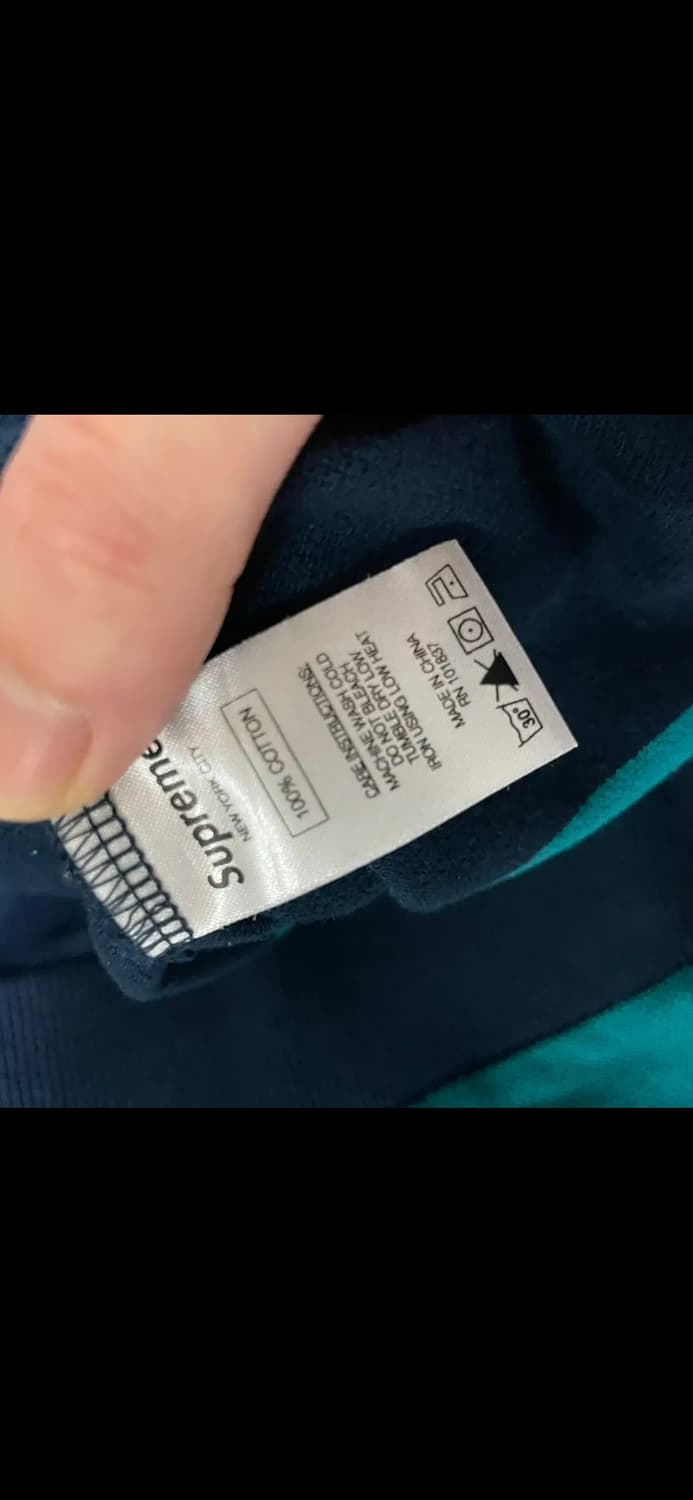 Supreme
NEW YORK CITY
100% COTTON
CARE INSTRUCTIONS:
MACHINE WASH COLD
DO NOT BLEACH
TUMBLE DRY LOW
IRON USING LOW HEAT
MADE IN CHINA
RN 101837
30°